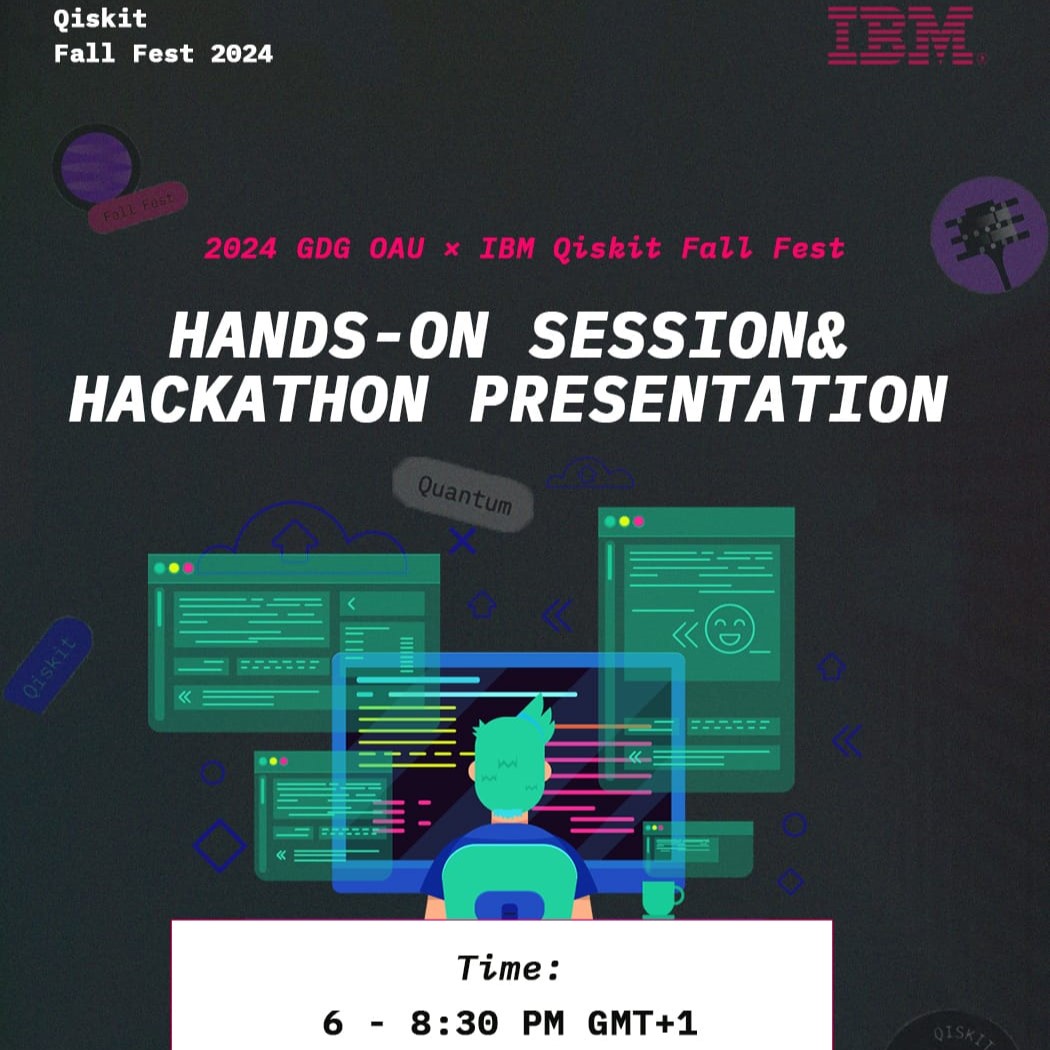 Qiskit
Fall Fest 2024
IBM
Fall Fest
2024 GDG OAU × IBM Qiskit Fall Fest
HANDS-ON SESSION&
HACKATHON PRESENTATION
Quantum
Qiskit
Time:
6 - 8:30 PM GMT+1
QISKIT